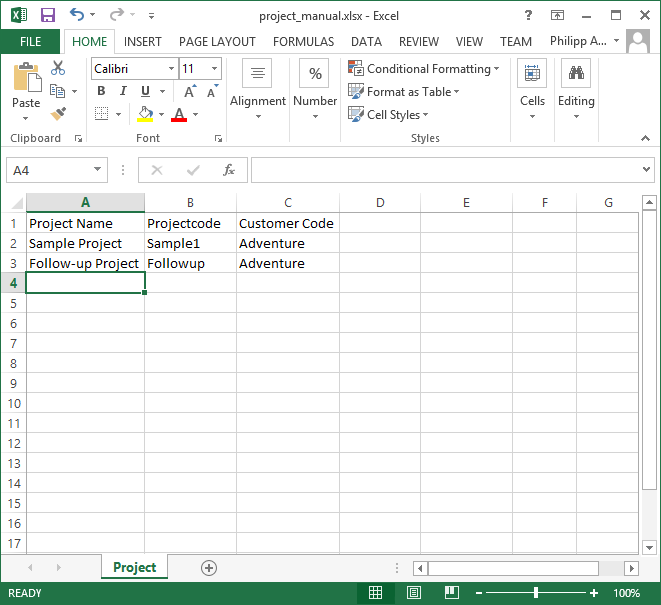 project_manual.xlsx - Excel
FILE HOME INSERT PAGE LAYOUT FORMULAS DATA REVIEW VIEW TEAM Philipp A...
Calibri 11
Paste B I U A A A Alignment % Number Conditional Formatting Format as Table Cell Styles Cells Editing
Clipboard Font Styles
A4 fx
A B C D E F G
1 Project Name Projectcode Customer Code
2 Sample Project Sample1 Adventure
3 Follow-up Project Followup Adventure
4
5
6
7
8
9
10
11
12
13
14
15
16
17
Project
READY 100%